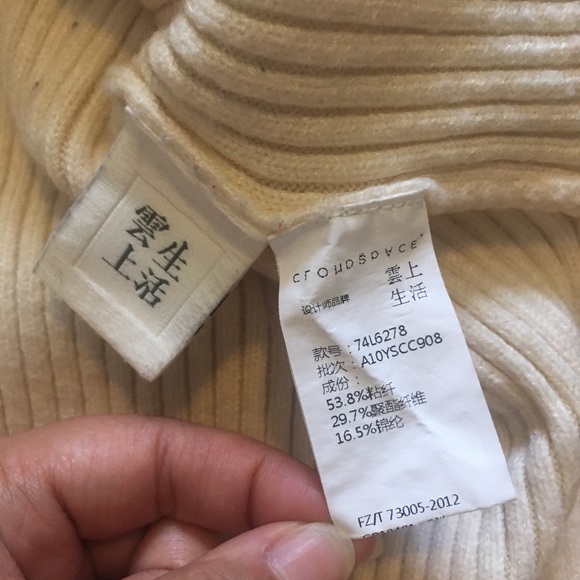 雲生
上活
CLOUDSPACE
雲上
设计师品牌
生活
款号：74L6278
批次：A10YSCC908
成份：
53.8%粘纤
29.7%聚酯纤维
16.5%锦纶
FZ/T 73005-2012